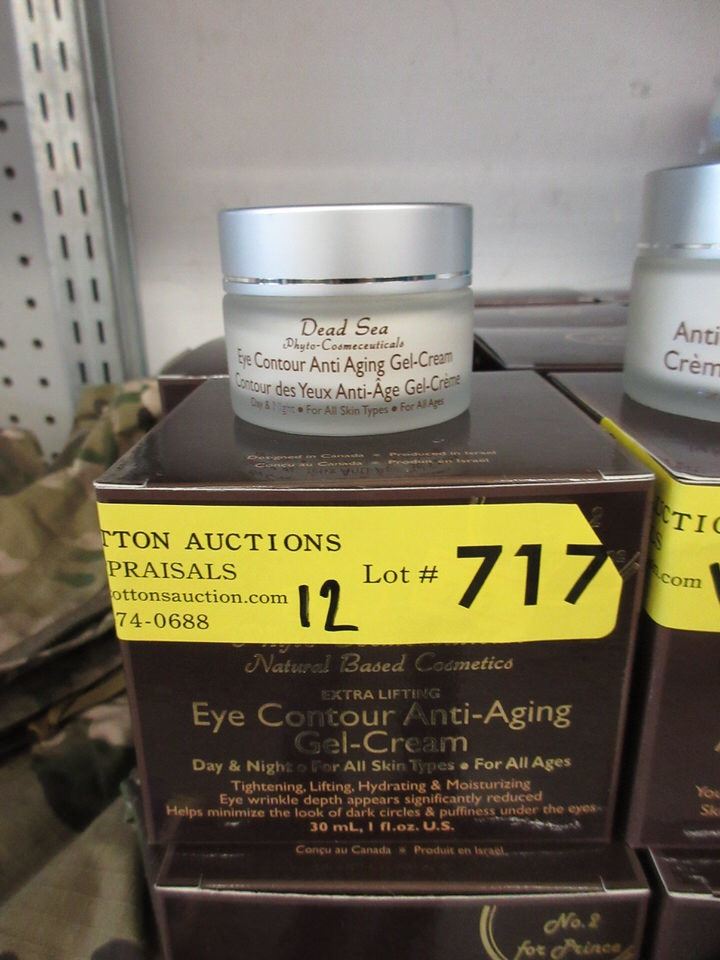 Dead Sea
Phyto-Cosmeceuticals
Eye Contour Anti Aging Gel-Cream
Contour des Yeux Anti-Âge Gel-Crème
Day & Night • For All Skin Types • For All Ages
Anti
Crèm
Designed in Canada • Produced in Israel
Conçu au Canada • Produit en Israël
TTON AUCTIONS
PRAISALS
ottonsauction.com
74-0688
12
Lot # 717
CTIO
S
.com
Natural Based Cosmetics
EXTRA LIFTING
Eye Contour Anti-Aging
Gel-Cream
Day & Night • For All Skin Types • For All Ages
Tightening, Lifting, Hydrating & Moisturizing
Eye wrinkle depth appears significantly reduced
Helps minimize the look of dark circles & puffiness under the eyes
30 mL, 1 fl.oz. U.S.
Conçu au Canada • Produit en Israël
You
Sk
No.2
for Prince